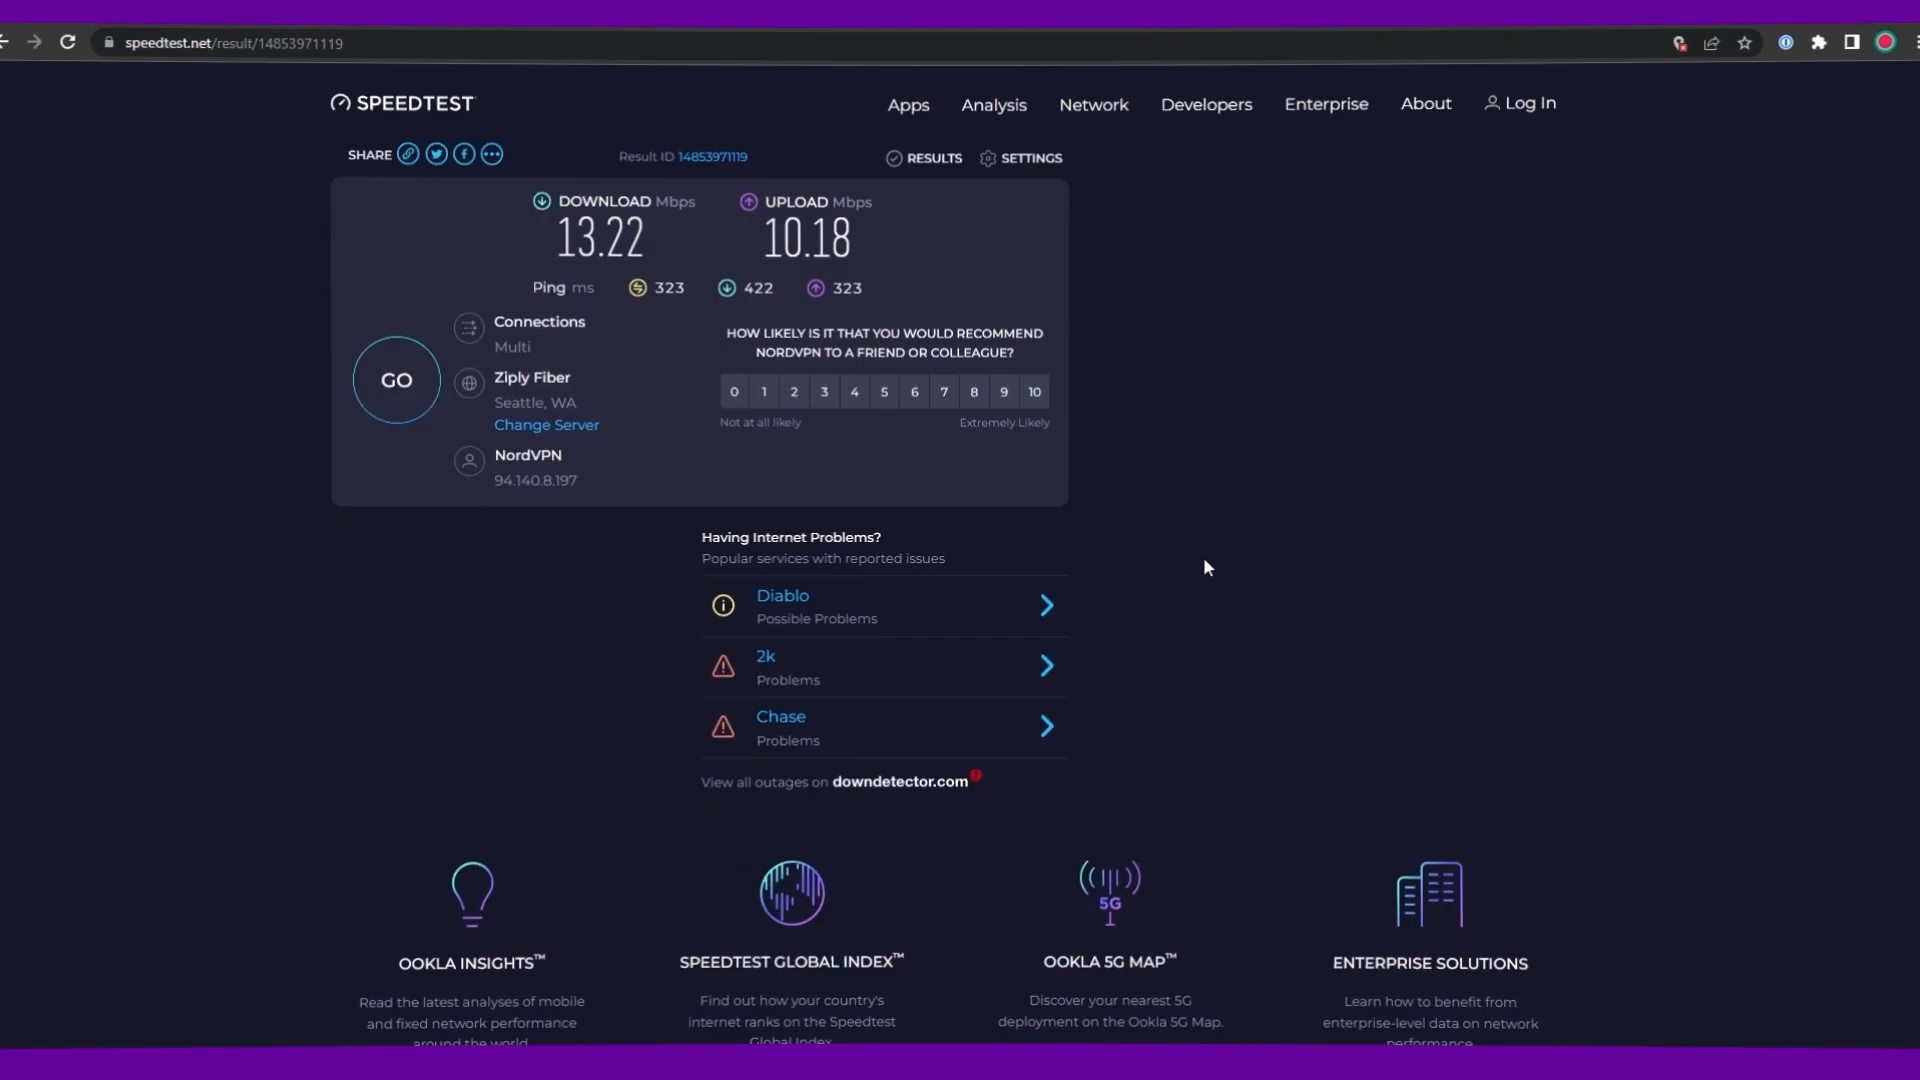 speedtest.net/result/14853971119
SPEEDTEST
Apps Analysis Network Developers Enterprise About Log In
SHARE
Result ID 14853971119
RESULTS SETTINGS
DOWNLOAD Mbps
13.22
UPLOAD Mbps
10.18
Ping ms 323 422 323
GO
Connections
Multi
Ziply Fiber
Seattle, WA
Change Server
NordVPN
94.140.8.197
HOW LIKELY IS IT THAT YOU WOULD RECOMMEND
NORDVPN TO A FRIEND OR COLLEAGUE?
0 1 2 3 4 5 6 7 8 9 10
Not at all likely Extremely Likely
Having Internet Problems?
Popular services with reported issues
Diablo
Possible Problems
2k
Problems
Chase
Problems
View all outages on downdetector.com
5G
OOKLA INSIGHTS™
Read the latest analyses of mobile
and fixed network performance
around the world.
SPEEDTEST GLOBAL INDEX™
Find out how your country's
internet ranks on the Speedtest
Global Index.
OOKLA 5G MAP™
Discover your nearest 5G
deployment on the Ookla 5G Map.
ENTERPRISE SOLUTIONS
Learn how to benefit from
enterprise-level data on network
performance.